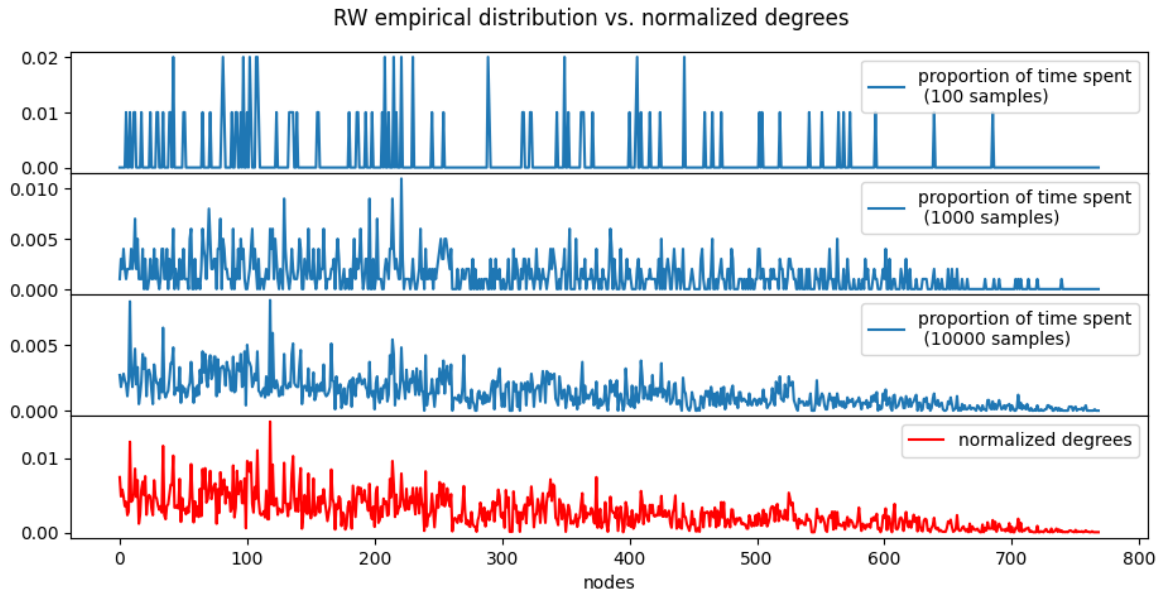 RW empirical distribution vs. normalized degrees
0.02
0.01
0.00
proportion of time spent
(100 samples)
0.010
0.005
0.000
proportion of time spent
(1000 samples)
0.005
0.000
proportion of time spent
(10000 samples)
0.01
0.00
normalized degrees
0 100 200 300 400 500 600 700 800
nodes